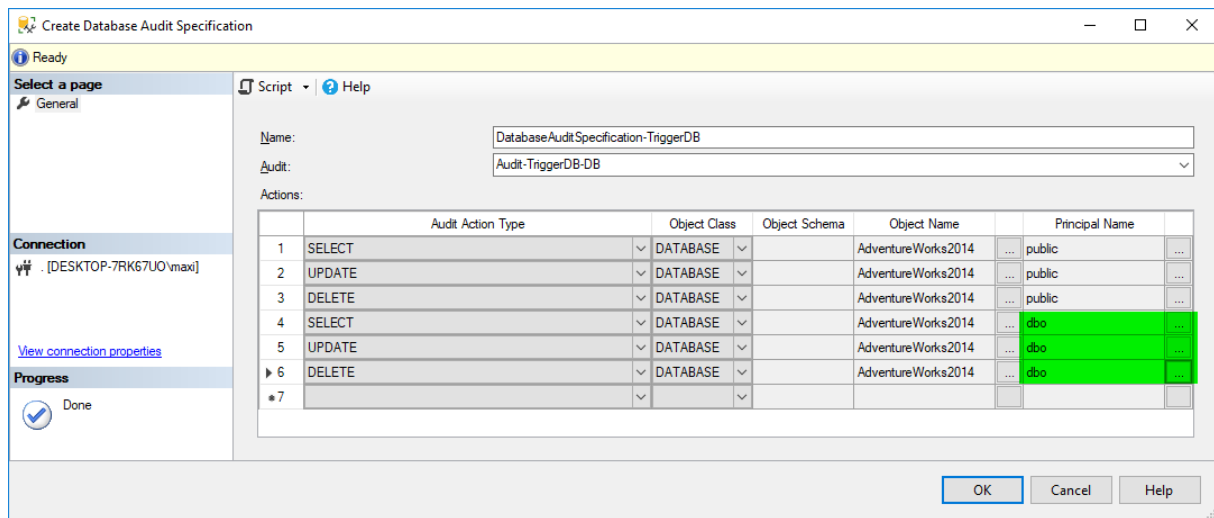 Create Database Audit Specification
Ready
Select a page
General
Script
Help
Name:
DatabaseAuditSpecification-TriggerDB
Audit:
Audit-TriggerDB-DB
Actions:
Audit Action Type Object Class Object Schema Object Name Principal Name
1 SELECT DATABASE AdventureWorks2014 ... public ...
2 UPDATE DATABASE AdventureWorks2014 ... public ...
3 DELETE DATABASE AdventureWorks2014 ... public ...
4 SELECT DATABASE AdventureWorks2014 ... dbo ...
5 UPDATE DATABASE AdventureWorks2014 ... dbo ...
6 DELETE DATABASE AdventureWorks2014 ... dbo ...
*7
Connection
. [DESKTOP-7RK67UO\maxi]
View connection properties
Progress
Done
OK Cancel Help